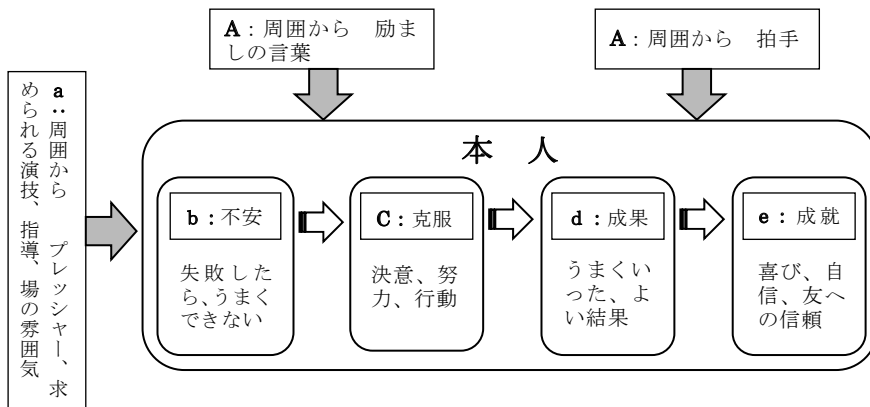 A：周囲から　励ま
しの言葉
A：周囲から　拍手
a：周囲から　プレッシャー、求
められる演技、指導、場の雰囲気
本　人
b：不安
失敗した
ら、うまく
できない
C：克服
決意、努
力、行動
d：成果
うまくい
った、よ
い結果
e：成就
喜び、自
信、友へ
の信頼